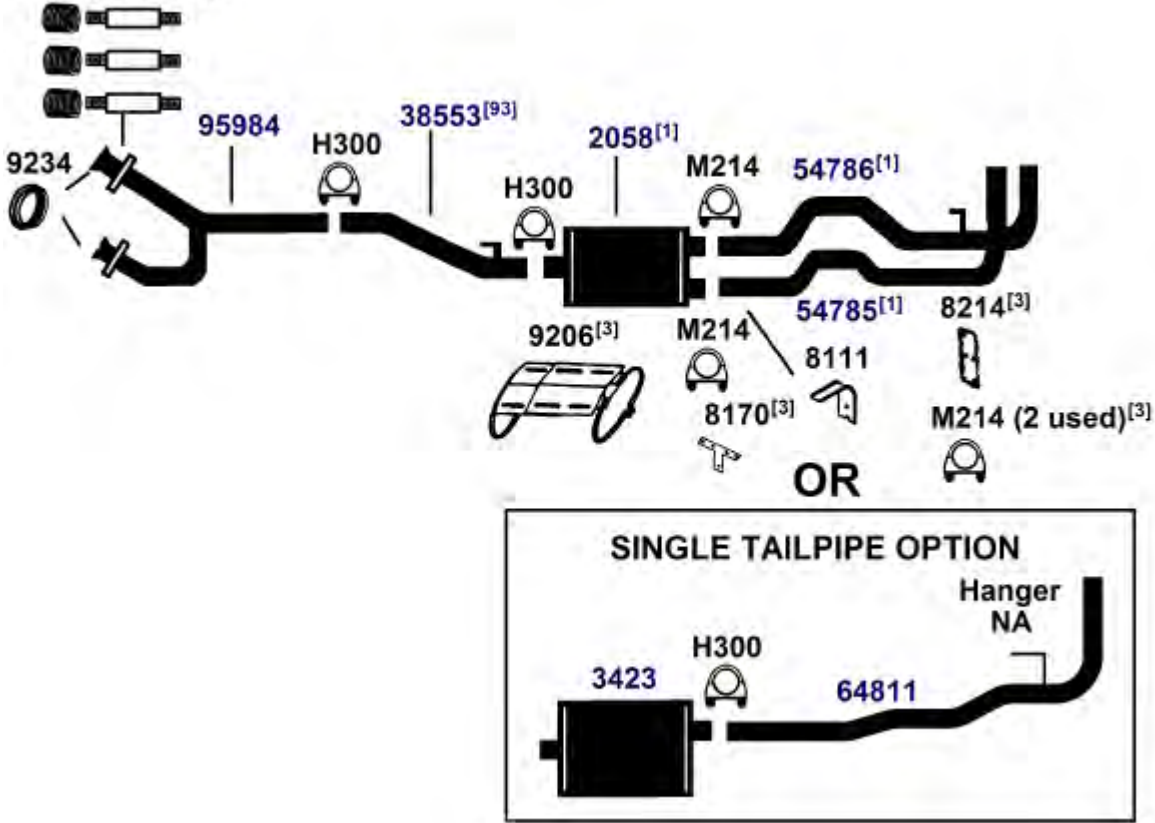 95984
38553[93]
H300
2058[1]
9234
M214
54786[1]
H300
54785[1]
8214[3]
9206[3]
M214
8111
8170[3]
M214 (2 used)[3]
OR
SINGLE TAILPIPE OPTION
Hanger
NA
H300
3423
64811